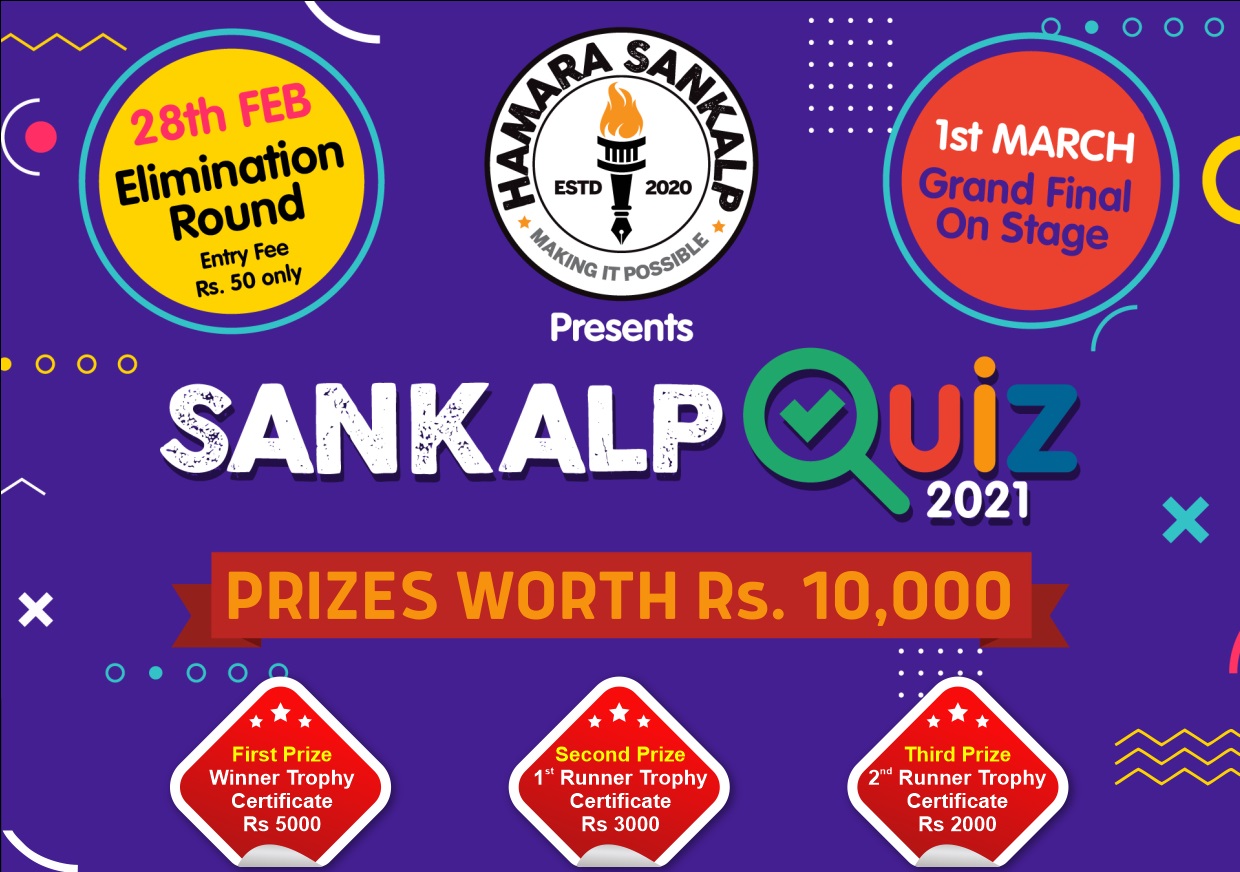 28th FEB
Elimination
Round
Entry Fee
Rs. 50 only
HAMARA SANKALP
ESTD 2020
MAKING IT POSSIBLE
1st MARCH
Grand Final
On Stage
Presents
SANKALP Quiz
2021
PRIZES WORTH Rs. 10,000
First Prize
Winner Trophy
Certificate
Rs 5000
Second Prize
1st Runner Trophy
Certificate
Rs 3000
Third Prize
2nd Runner Trophy
Certificate
Rs 2000